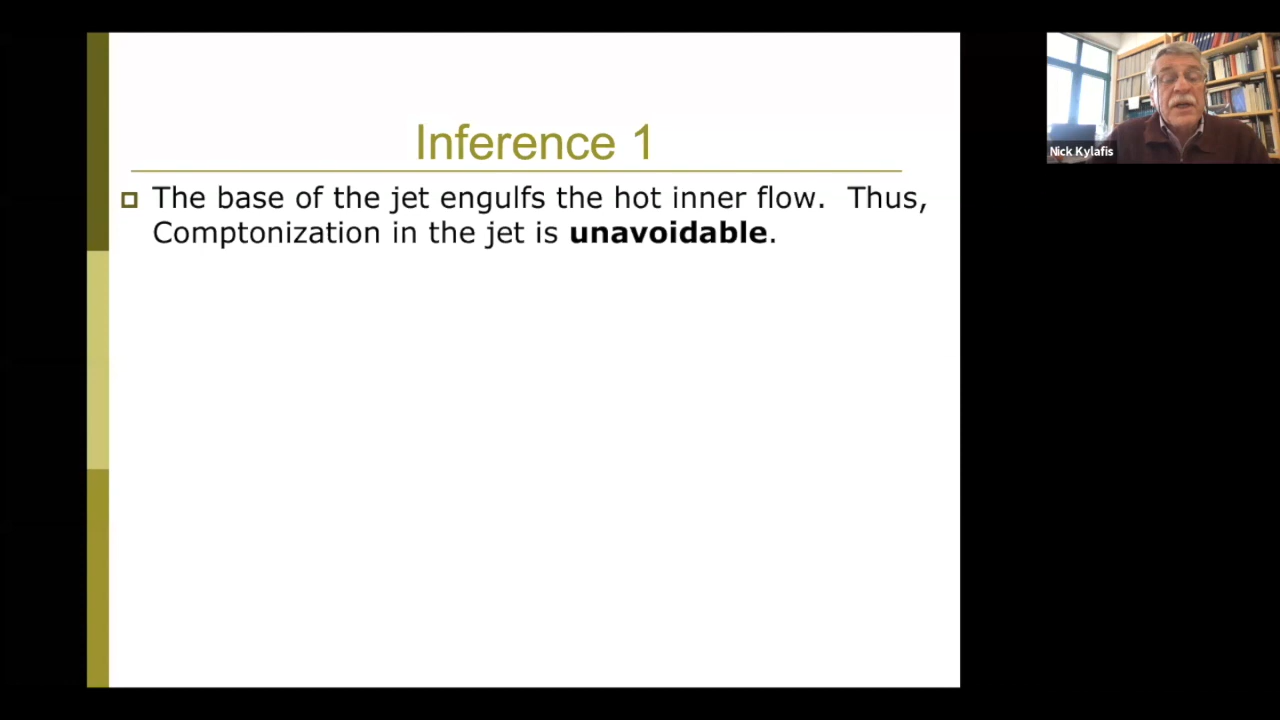 Inference 1
The base of the jet engulfs the hot inner flow. Thus,
Comptonization in the jet is unavoidable.
Nick Kylafis